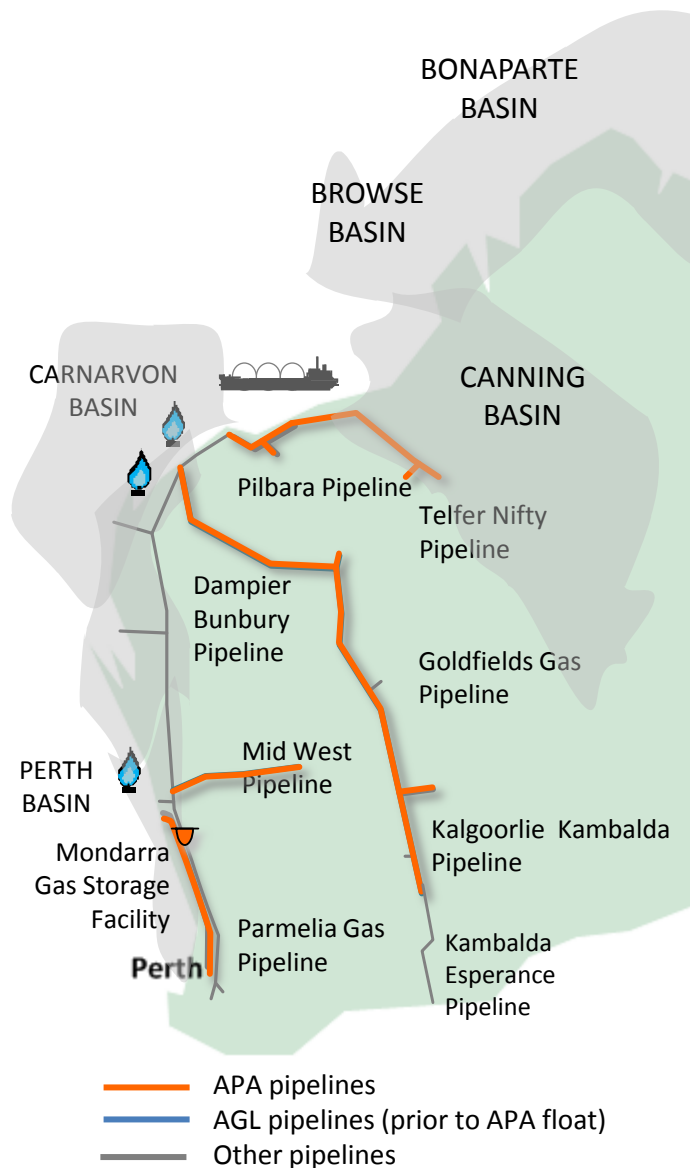 BONAPARTE
BASIN
BROWSE
BASIN
CARNARVON
BASIN
CANNING
BASIN
Pilbara Pipeline
Telfer Nifty
Pipeline
Dampier
Bunbury
Pipeline
Goldfields Gas
Pipeline
Mid West
Pipeline
PERTH
BASIN
Kalgoorlie Kambalda
Pipeline
Mondarra
Gas Storage
Facility
Parmelia Gas
Pipeline
Kambalda
Esperance
Pipeline
Perth
APA pipelines
AGL pipelines (prior to APA float)
Other pipelines